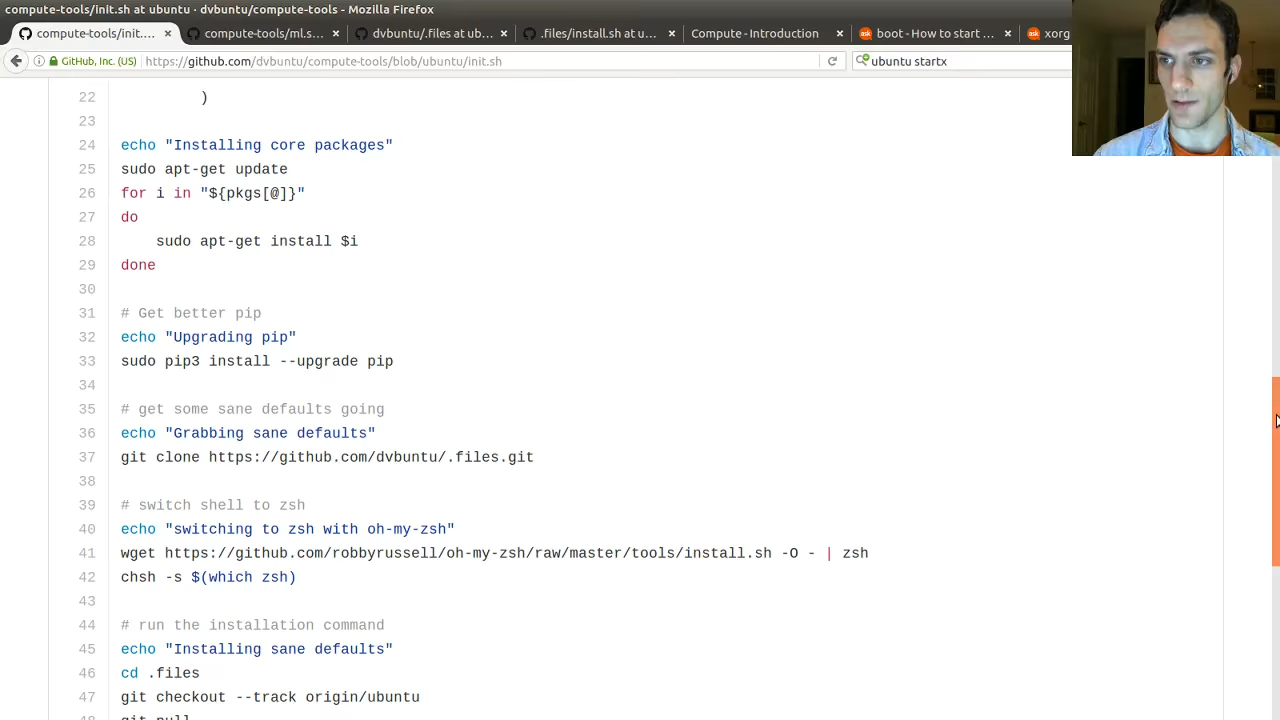 compute-tools/init.sh at ubuntu · dvbuntu/compute-tools - Mozilla Firefox
compute-tools/init.... ×
compute-tools/ml.s... ×
dvbuntu/.files at ub... ×
.files/install.sh at u... ×
Compute - Introduction ×
boot - How to start ... ×
xorg
GitHub, Inc. (US) https://github.com/dvbuntu/compute-tools/blob/ubuntu/init.sh
ubuntu startx
22 )
23
24 echo "Installing core packages"
25 sudo apt-get update
26 for i in "${pkgs[@]}"
27 do
28 sudo apt-get install $i
29 done
30
31 # Get better pip
32 echo "Upgrading pip"
33 sudo pip3 install --upgrade pip
34
35 # get some sane defaults going
36 echo "Grabbing sane defaults"
37 git clone https://github.com/dvbuntu/.files.git
38
39 # switch shell to zsh
40 echo "switching to zsh with oh-my-zsh"
41 wget https://github.com/robbyrussell/oh-my-zsh/raw/master/tools/install.sh -O - | zsh
42 chsh -s $(which zsh)
43
44 # run the installation command
45 echo "Installing sane defaults"
46 cd .files
47 git checkout --track origin/ubuntu
48 git pull